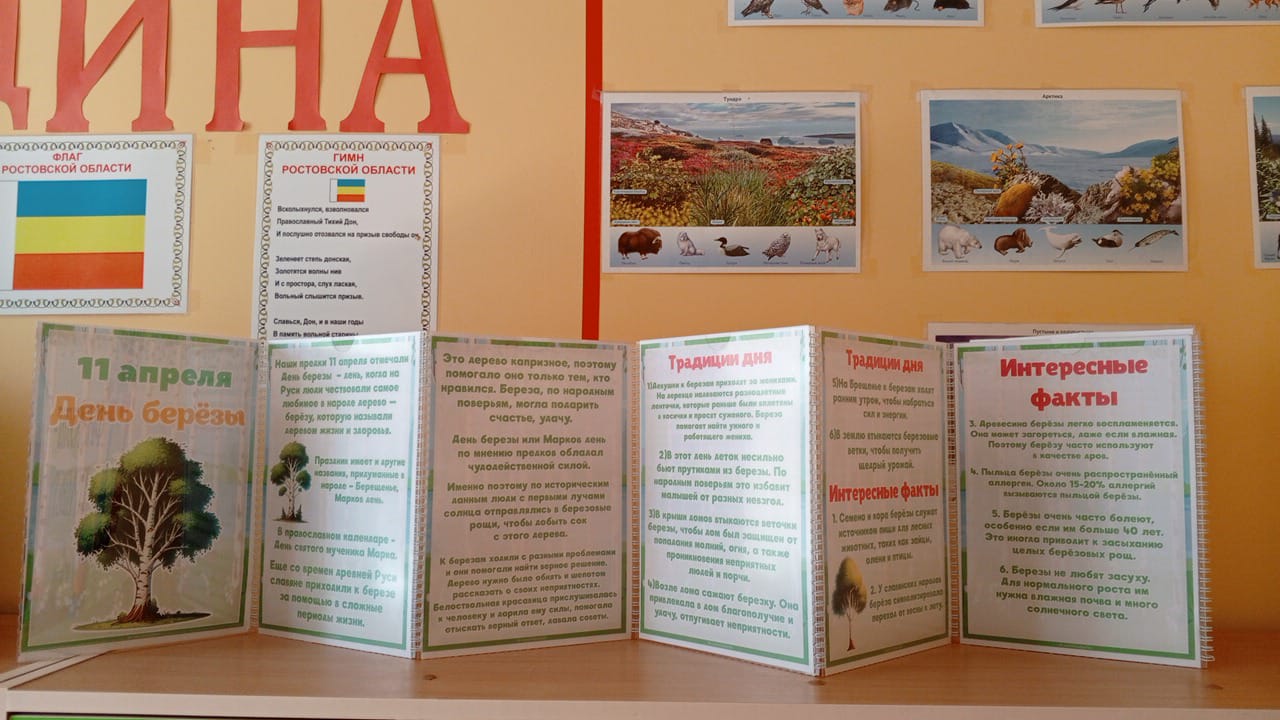 ДИНА
ФЛАГ
РОСТОВСКОЙ ОБЛАСТИ
ГИМН
РОСТОВСКОЙ ОБЛАСТИ
Всколыхнулся, взволновался
Православный Тихий Дон,
И послушно отозвался на призыв свободы он.
Зеленеет степь донская,
Золотятся волны нив
И с простора, слух лаская,
Вольный слышится призыв.
Славься, Дон, и в наши годы
В память вольной старины
Тундра
Арктика
11 апреля
День берёзы
Наши предки 11 апреля отмечали
День березы - день, когда на
Руси люди чествовали самое
любимое в народе дерево –
берёзу, которую называли
деревом жизни и здоровья.
Праздник имеет и другие
названия, придуманные в
народе - Берещенье,
Марков день.
В православном календаре -
День святого мученика Марка.
Еще со времен древней Руси
славяне приходили к березе
за помощью в сложные
периоды жизни.
Это дерево капризное, поэтому
помогало оно только тем, кто
нравился. Береза, по народным
поверьям, могла подарить
счастье, удачу.
День березы или Марков день
по мнению предков обладал
чудодейственной силой.
Именно поэтому по историческим
данным люди с первыми лучами
солнца отправлялись в березовые
рощи, чтобы добыть сок
с этого дерева.
К березам ходили с разными проблемами
и они помогали найти верное решение.
Дерево нужно было обнять и шепотом
рассказать о своих неприятностях.
Белоствольная красавица прислушивалась
к человеку и дарила ему силы, помогала
отыскать верный ответ, давала советы.
Традиции дня
1)Девушки к березам приходят за женихами.
На деревце навязываются разноцветные
ленточки, которые раньше были вплетены
в косички и просят суженого. Береза
помогает найти умного и
работящего жениха.
2)В этот день деток несильно
бьют прутиками из березы. По
народным поверьям это избавит
малышей от разных невзгод.
3)В крыши домов втыкаются веточки
березы, чтобы дом был защищен от
попадания молний, огня, а также
проникновения неприятных
людей и порчи.
4)Возле дома сажают березку. Она
привлекала в дом благополучие и
удачу, отпугивает неприятности.
Традиции дня
5)На Брещенье к березам ходят
ранним утром, чтобы набраться
сил и энергии.
6)В землю втыкаются березовые
ветки, чтобы получить
щедрый урожай.
Интересные факты
1. Семена и кора берёзы служат
источником пищи для лесных
животных, таких как зайцы,
олени и птицы.
2. У славянских народов
берёза символизировала
переход от весны к лету.
Интересные
факты
3. Древесина берёзы легко воспламеняется.
Она может загореться, даже если влажная.
Поэтому берёзу часто используют
в качестве дров.
4. Пыльца берёзы очень распространённый
аллерген. Около 15-20% аллергий
вызываются пыльцой берёзы.
5. Берёзы очень часто болеют,
особенно если им больше 40 лет.
Это иногда приводит к засыханию
целых берёзовых рощ.
6. Березы не любят засуху.
Для нормального роста им
нужна влажная почва и много
солнечного света.